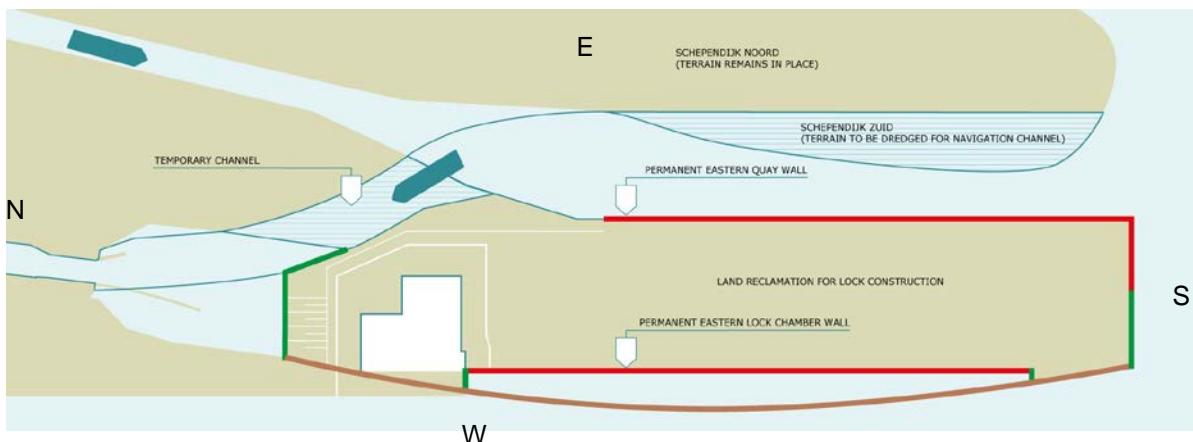 E
SCHEPENDIJK NOORD
(TERRAIN REMAINS IN PLACE)
SCHEPENDIJK ZUID
(TERRAIN TO BE DREDGED FOR NAVIGATION CHANNEL)
TEMPORARY CHANNEL
PERMANENT EASTERN QUAY WALL
N
LAND RECLAMATION FOR LOCK CONSTRUCTION
S
PERMANENT EASTERN LOCK CHAMBER WALL
W